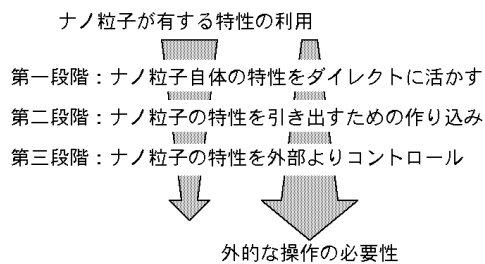 ナノ粒子が有する特性の利用
第一段階：ナノ粒子自体の特性をダイレクトに活かす
第二段階：ナノ粒子の特性を引き出すための作り込み
第三段階：ナノ粒子の特性を外部よりコントロール
外的な操作の必要性